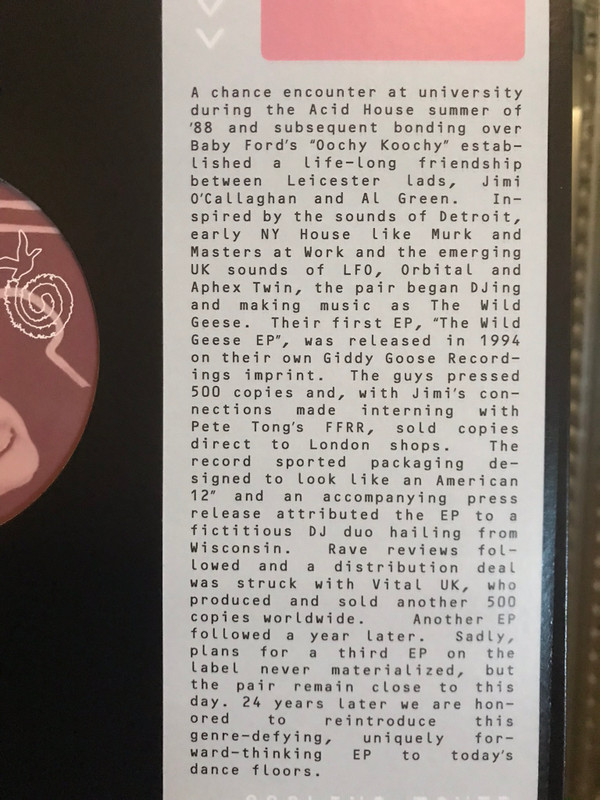 A chance encounter at university
during the Acid House summer of
'88 and subsequent bonding over
Baby Ford's "Oochy Koochy" estab-
lished a life-long friendship
between Leicester lads, Jimi
O'Callaghan and Al Green. In-
spired by the sounds of Detroit,
early NY House like Murk and
Masters at Work and the emerging
UK sounds of LFO, Orbital and
Aphex Twin, the pair began DJing
and making music as The Wild
Geese. Their first EP, "The Wild
Geese EP", was released in 1994
on their own Giddy Goose Record-
ings imprint. The guys pressed
500 copies and, with Jimi's con-
nections made interning with
Pete Tong's FFRR, sold copies
direct to London shops. The
record sported packaging de-
signed to look like an American
12" and an accompanying press
release attributed the EP to a
fictitious DJ duo hailing from
Wisconsin. Rave reviews fol-
lowed and a distribution deal
was struck with Vital UK, who
produced and sold another 500
copies worldwide. Another EP
followed a year later. Sadly,
plans for a third EP on the
label never materialized, but
the pair remain close to this
day. 24 years later we are hon-
ored to reintroduce this
genre-defying, uniquely for-
ward-thinking EP to today's
dance floors.